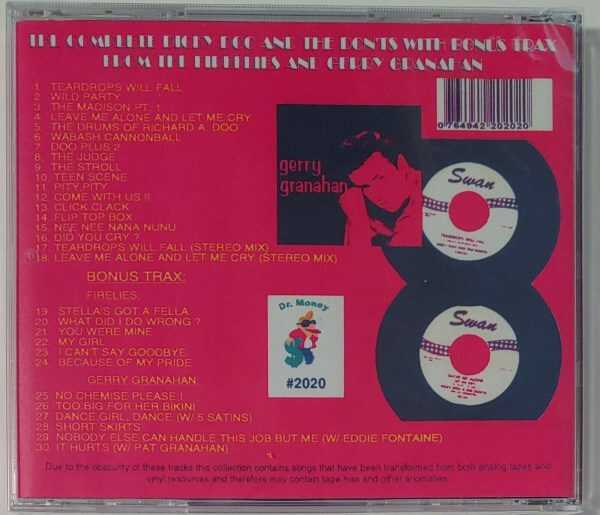 THE COMPLETE DICKY DOO AND THE DONTS WITH BONUS TRAX
FROM THE FIREFLIES AND GERRY GRANAHAN
1 TEARDROPS WILL FALL
2 WILD PARTY
3 THE MADISON PT. 1
4 LEAVE ME ALONE AND LET ME CRY
5 THE DRUMS OF RICHARD A. DOO
6 WABASH CANNONBALL
7 DOO PLUS 2
8 THE JUDGE
9 THE STROLL
10 TEEN SCENE
11 PITY PITY
12 COME WITH US !!
13 CLICK CLACK
14 FLIP TOP BOX
15 NEE NEE NANA NUNU
16 DID YOU CRY ?
17 TEARDROPS WILL FALL (STEREO MIX)
18 LEAVE ME ALONE AND LET ME CRY (STEREO MIX)
BONUS TRAX:
FIRELIES:
19 STELLA'S GOT A FELLA
20 WHAT DID I DO WRONG ?
21 YOU WERE MINE
22 MY GIRL
23 I CAN'T SAY GOODBYE
24 BECAUSE OF MY PRIDE
GERRY GRANAHAN:
25 NO CHEMISE PLEASE !
26 TOO BIG FOR HER BIKINI
27 DANCE GIRL, DANCE (W/ 5 SATINS)
28 SHORT SKIRTS
29 NOBODY ELSE CAN HANDLE THIS JOB BUT ME (W/ EDDIE FONTAINE)
30 IT HURTS (W/ PAT GRANAHAN)
0 764942 202020
gerry
granahan
Swan
TEARDROPS WILL FALL
Swan
Dr. Money
#2020
Due to the obscurity of these tracks this collection contains songs that have been transformed from both analog tapes and
vinyl resources and therefore may contain tape hiss and other anomalies.